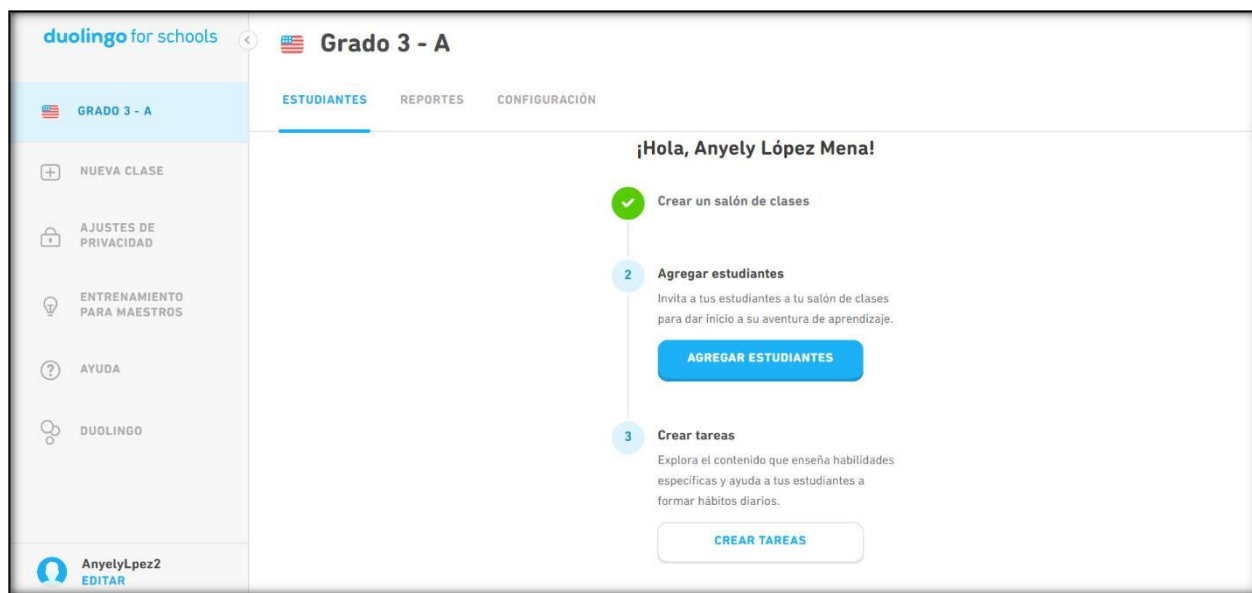 duolingo for schools
GRADO 3 - A
NUEVA CLASE
AJUSTES DE
PRIVACIDAD
ENTRENAMIENTO
PARA MAESTROS
AYUDA
DUOLINGO
AnyelyLpez2
EDITAR
Grado 3 - A
ESTUDIANTES REPORTES CONFIGURACIÓN
¡Hola, Anyely López Mena!
Crear un salón de clases
2 Agregar estudiantes
Invita a tus estudiantes a tu salón de clases
para dar inicio a su aventura de aprendizaje.
AGREGAR ESTUDIANTES
3 Crear tareas
Explora el contenido que enseña habilidades
específicas y ayuda a tus estudiantes a
formar hábitos diarios.
CREAR TAREAS